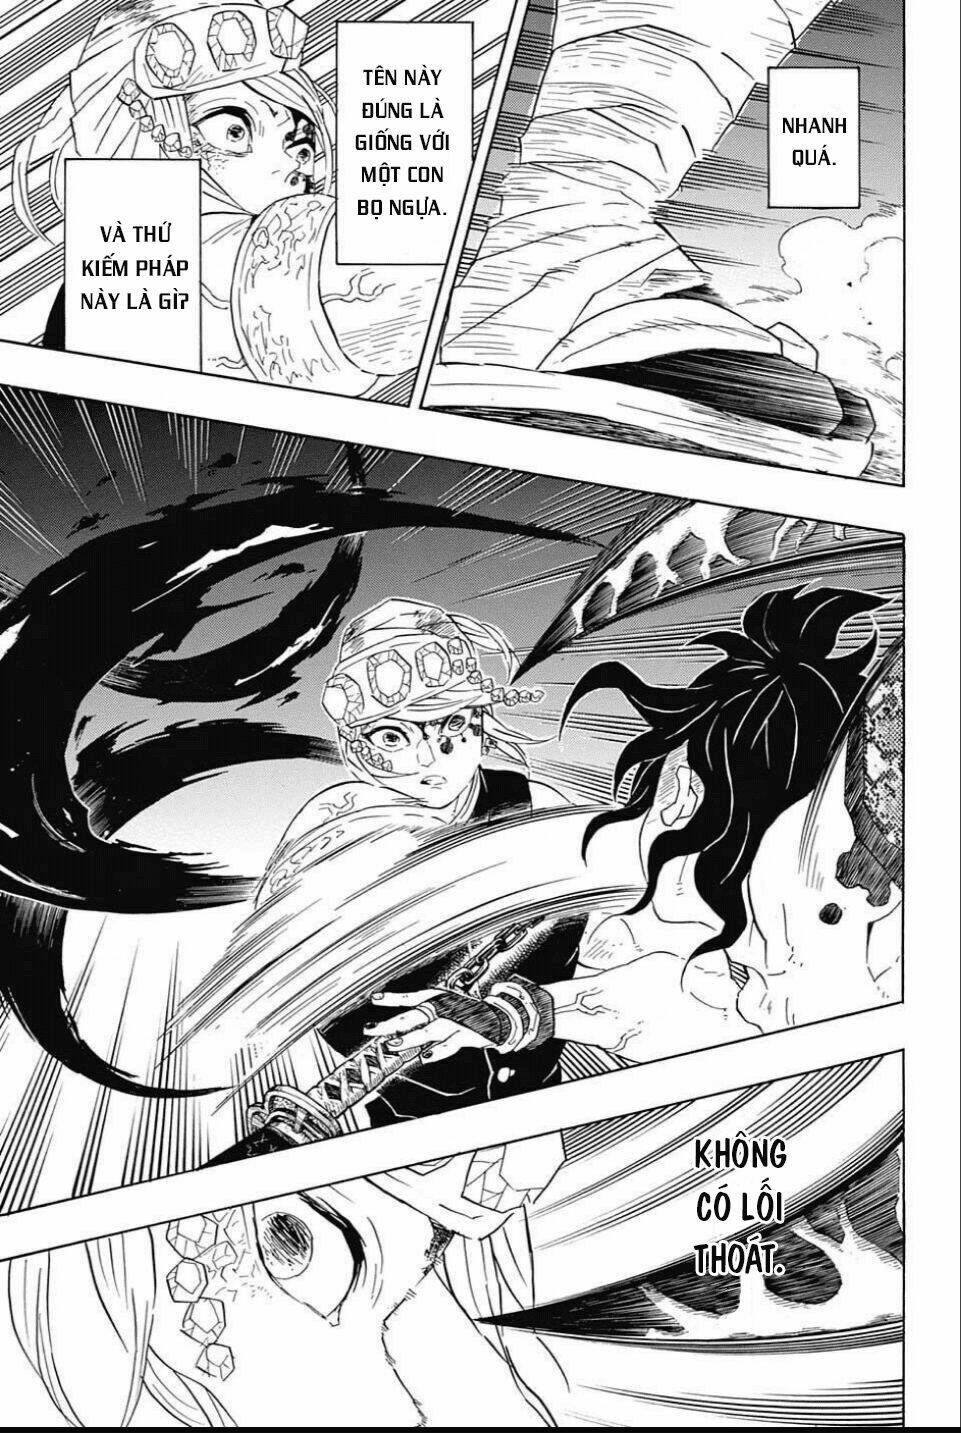 NHANH
QUÁ.
TÊN NÀY
ĐÚNG LÀ
GIỐNG VỚI
MỘT CON
BỌ NGỰA.
VÀ THỨ
KIẾM PHÁP
NÀY LÀ GÌ?
KHÔNG
CÓ LỐI
THOÁT.